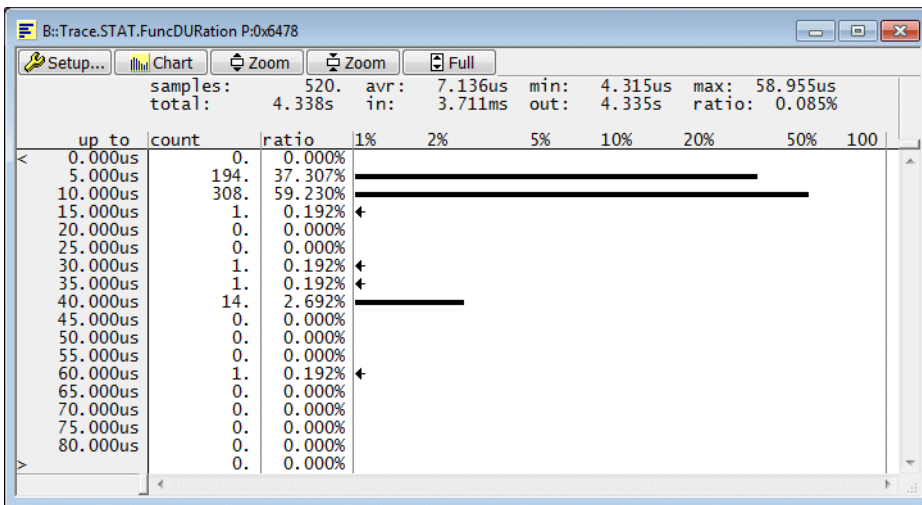 B::Trace.STAT.FuncDURation P:0x6478
Setup... Chart Zoom Zoom Full
samples: 520. avr: 7.136us min: 4.315us max: 58.955us
total: 4.338s in: 3.711ms out: 4.335s ratio: 0.085%
up to count ratio 1% 2% 5% 10% 20% 50% 100
< 0.000us 0. 0.000%
5.000us 194. 37.307%
10.000us 308. 59.230%
15.000us 1. 0.192%
20.000us 0. 0.000%
25.000us 0. 0.000%
30.000us 1. 0.192%
35.000us 1. 0.192%
40.000us 14. 2.692%
45.000us 0. 0.000%
50.000us 0. 0.000%
55.000us 0. 0.000%
60.000us 1. 0.192%
65.000us 0. 0.000%
70.000us 0. 0.000%
75.000us 0. 0.000%
80.000us 0. 0.000%
> 0. 0.000%